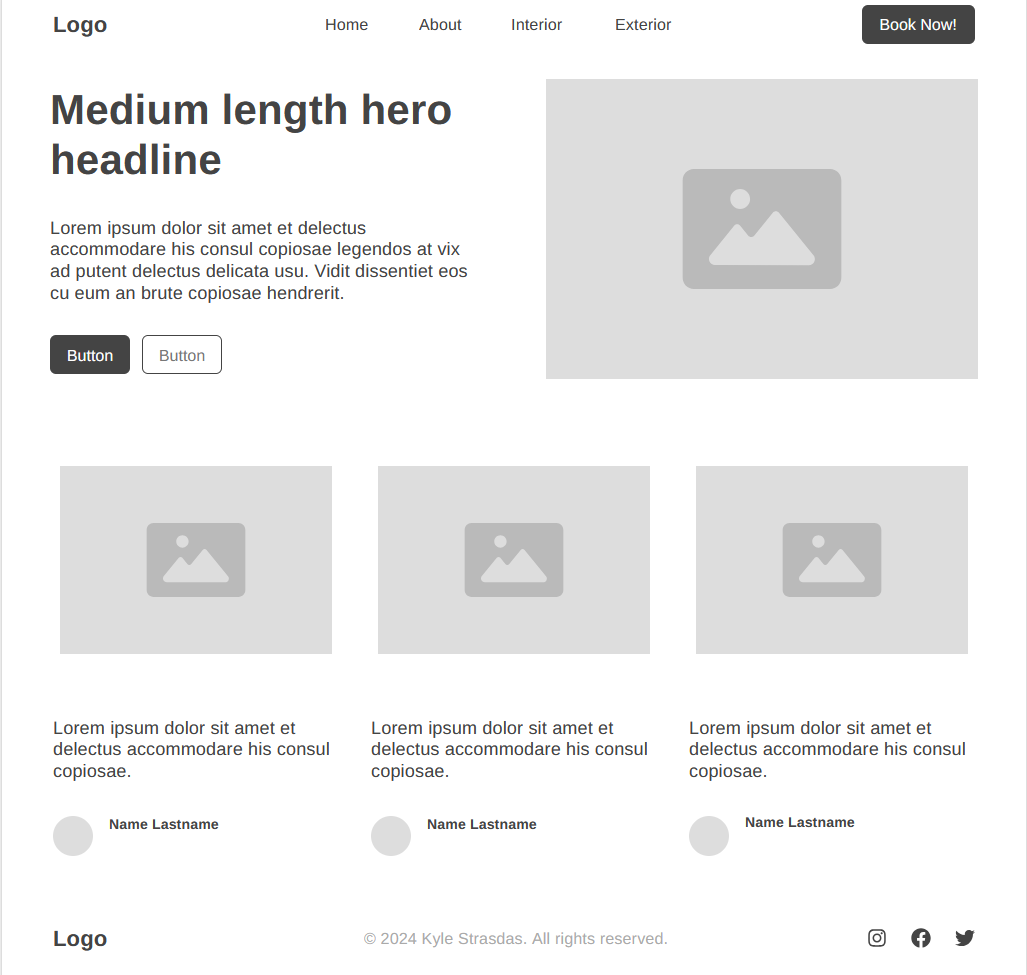 Logo
Home About Interior Exterior
Book Now!
Medium length hero
headline
Lorem ipsum dolor sit amet et delectus
accommodare his consul copiosae legendos at vix
ad putent delectus delicata usu. Vidit dissentiet eos
cu eum an brute copiosae hendrerit.
Button
Button
Lorem ipsum dolor sit amet et
delectus accommodare his consul
copiosae.
Name Lastname
Lorem ipsum dolor sit amet et
delectus accommodare his consul
copiosae.
Name Lastname
Lorem ipsum dolor sit amet et
delectus accommodare his consul
copiosae.
Name Lastname
Logo
© 2024 Kyle Strasdas. All rights reserved.